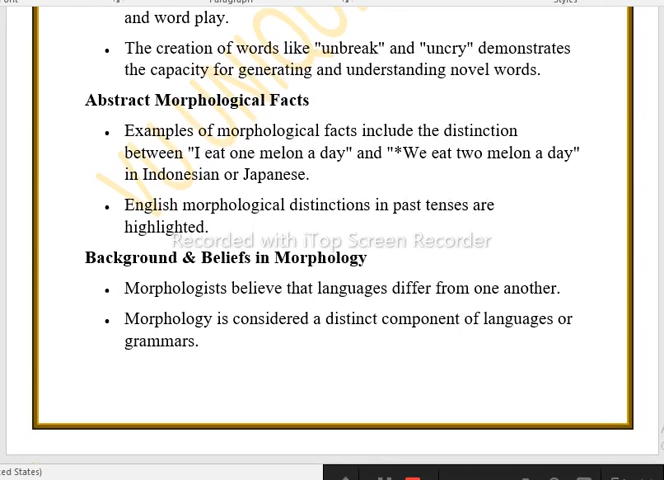 and word play.
• The creation of words like "unbreak" and "uncry" demonstrates
the capacity for generating and understanding novel words.
Abstract Morphological Facts
• Examples of morphological facts include the distinction
between "I eat one melon a day" and "*We eat two melon a day"
in Indonesian or Japanese.
• English morphological distinctions in past tenses are
highlighted.
Recorded with iTop Screen Recorder
Background & Beliefs in Morphology
• Morphologists believe that languages differ from one another.
• Morphology is considered a distinct component of languages or
grammars.
ed States)